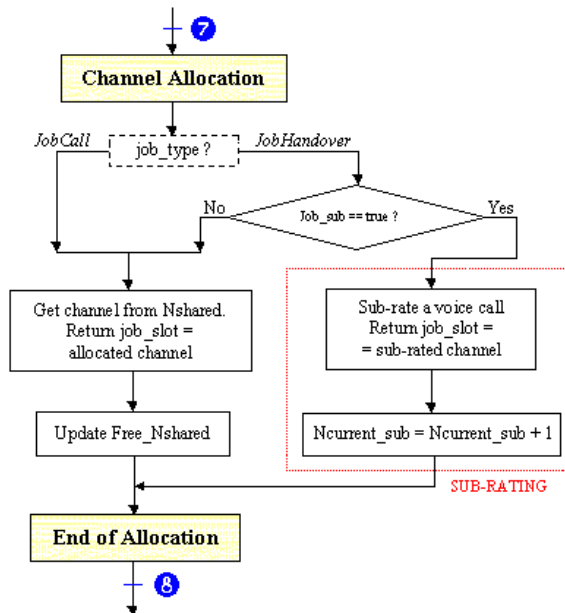 7
Channel Allocation
JobCall
job_type ?
JobHandover
No
Job_sub == true ?
Yes
Get channel from Nshared.
Return job_slot =
allocated channel
Sub-rate a voice call
Return job_slot =
= sub-rated channel
Update Free_Nshared
Ncurrent_sub = Ncurrent_sub + 1
SUB-RATING
End of Allocation
8